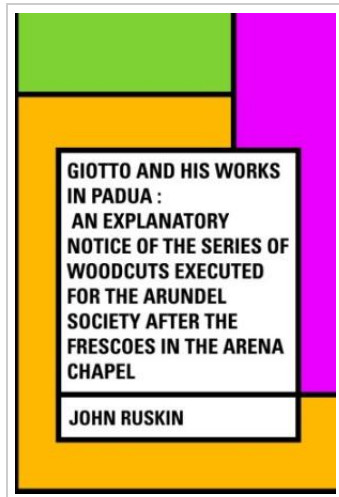 GIOTTO AND HIS WORKS
IN PADUA :
AN EXPLANATORY
NOTICE OF THE SERIES OF
WOODCUTS EXECUTED
FOR THE ARUNDEL
SOCIETY AFTER THE
FRESCOES IN THE ARENA
CHAPEL
JOHN RUSKIN